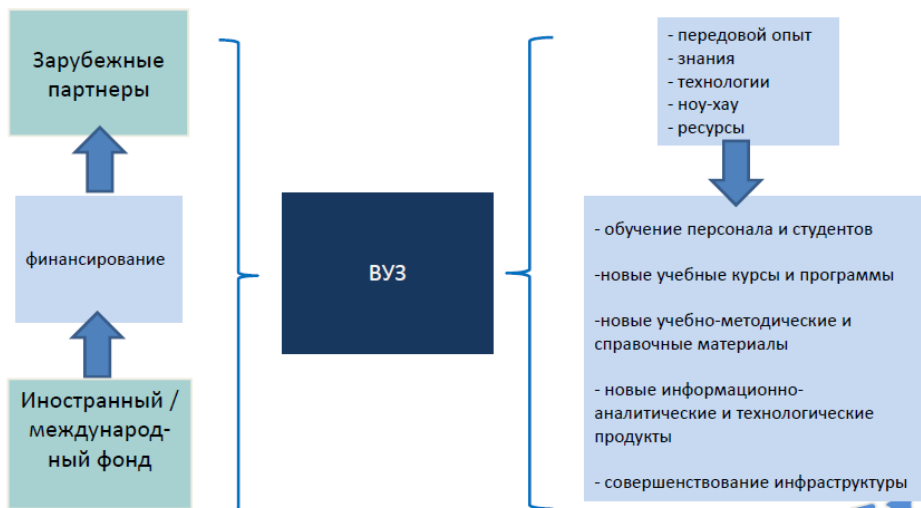 Зарубежные
партнеры
финансирование
Иностранный /
международ-
ный фонд
ВУЗ
- передовой опыт
- знания
- технологии
- ноу-хау
- ресурсы
- обучение персонала и студентов
-новые учебные курсы и программы
-новые учебно-методические и
справочные материалы
- новые информационно-
аналитические и технологические
продукты
- совершенствование инфраструктуры